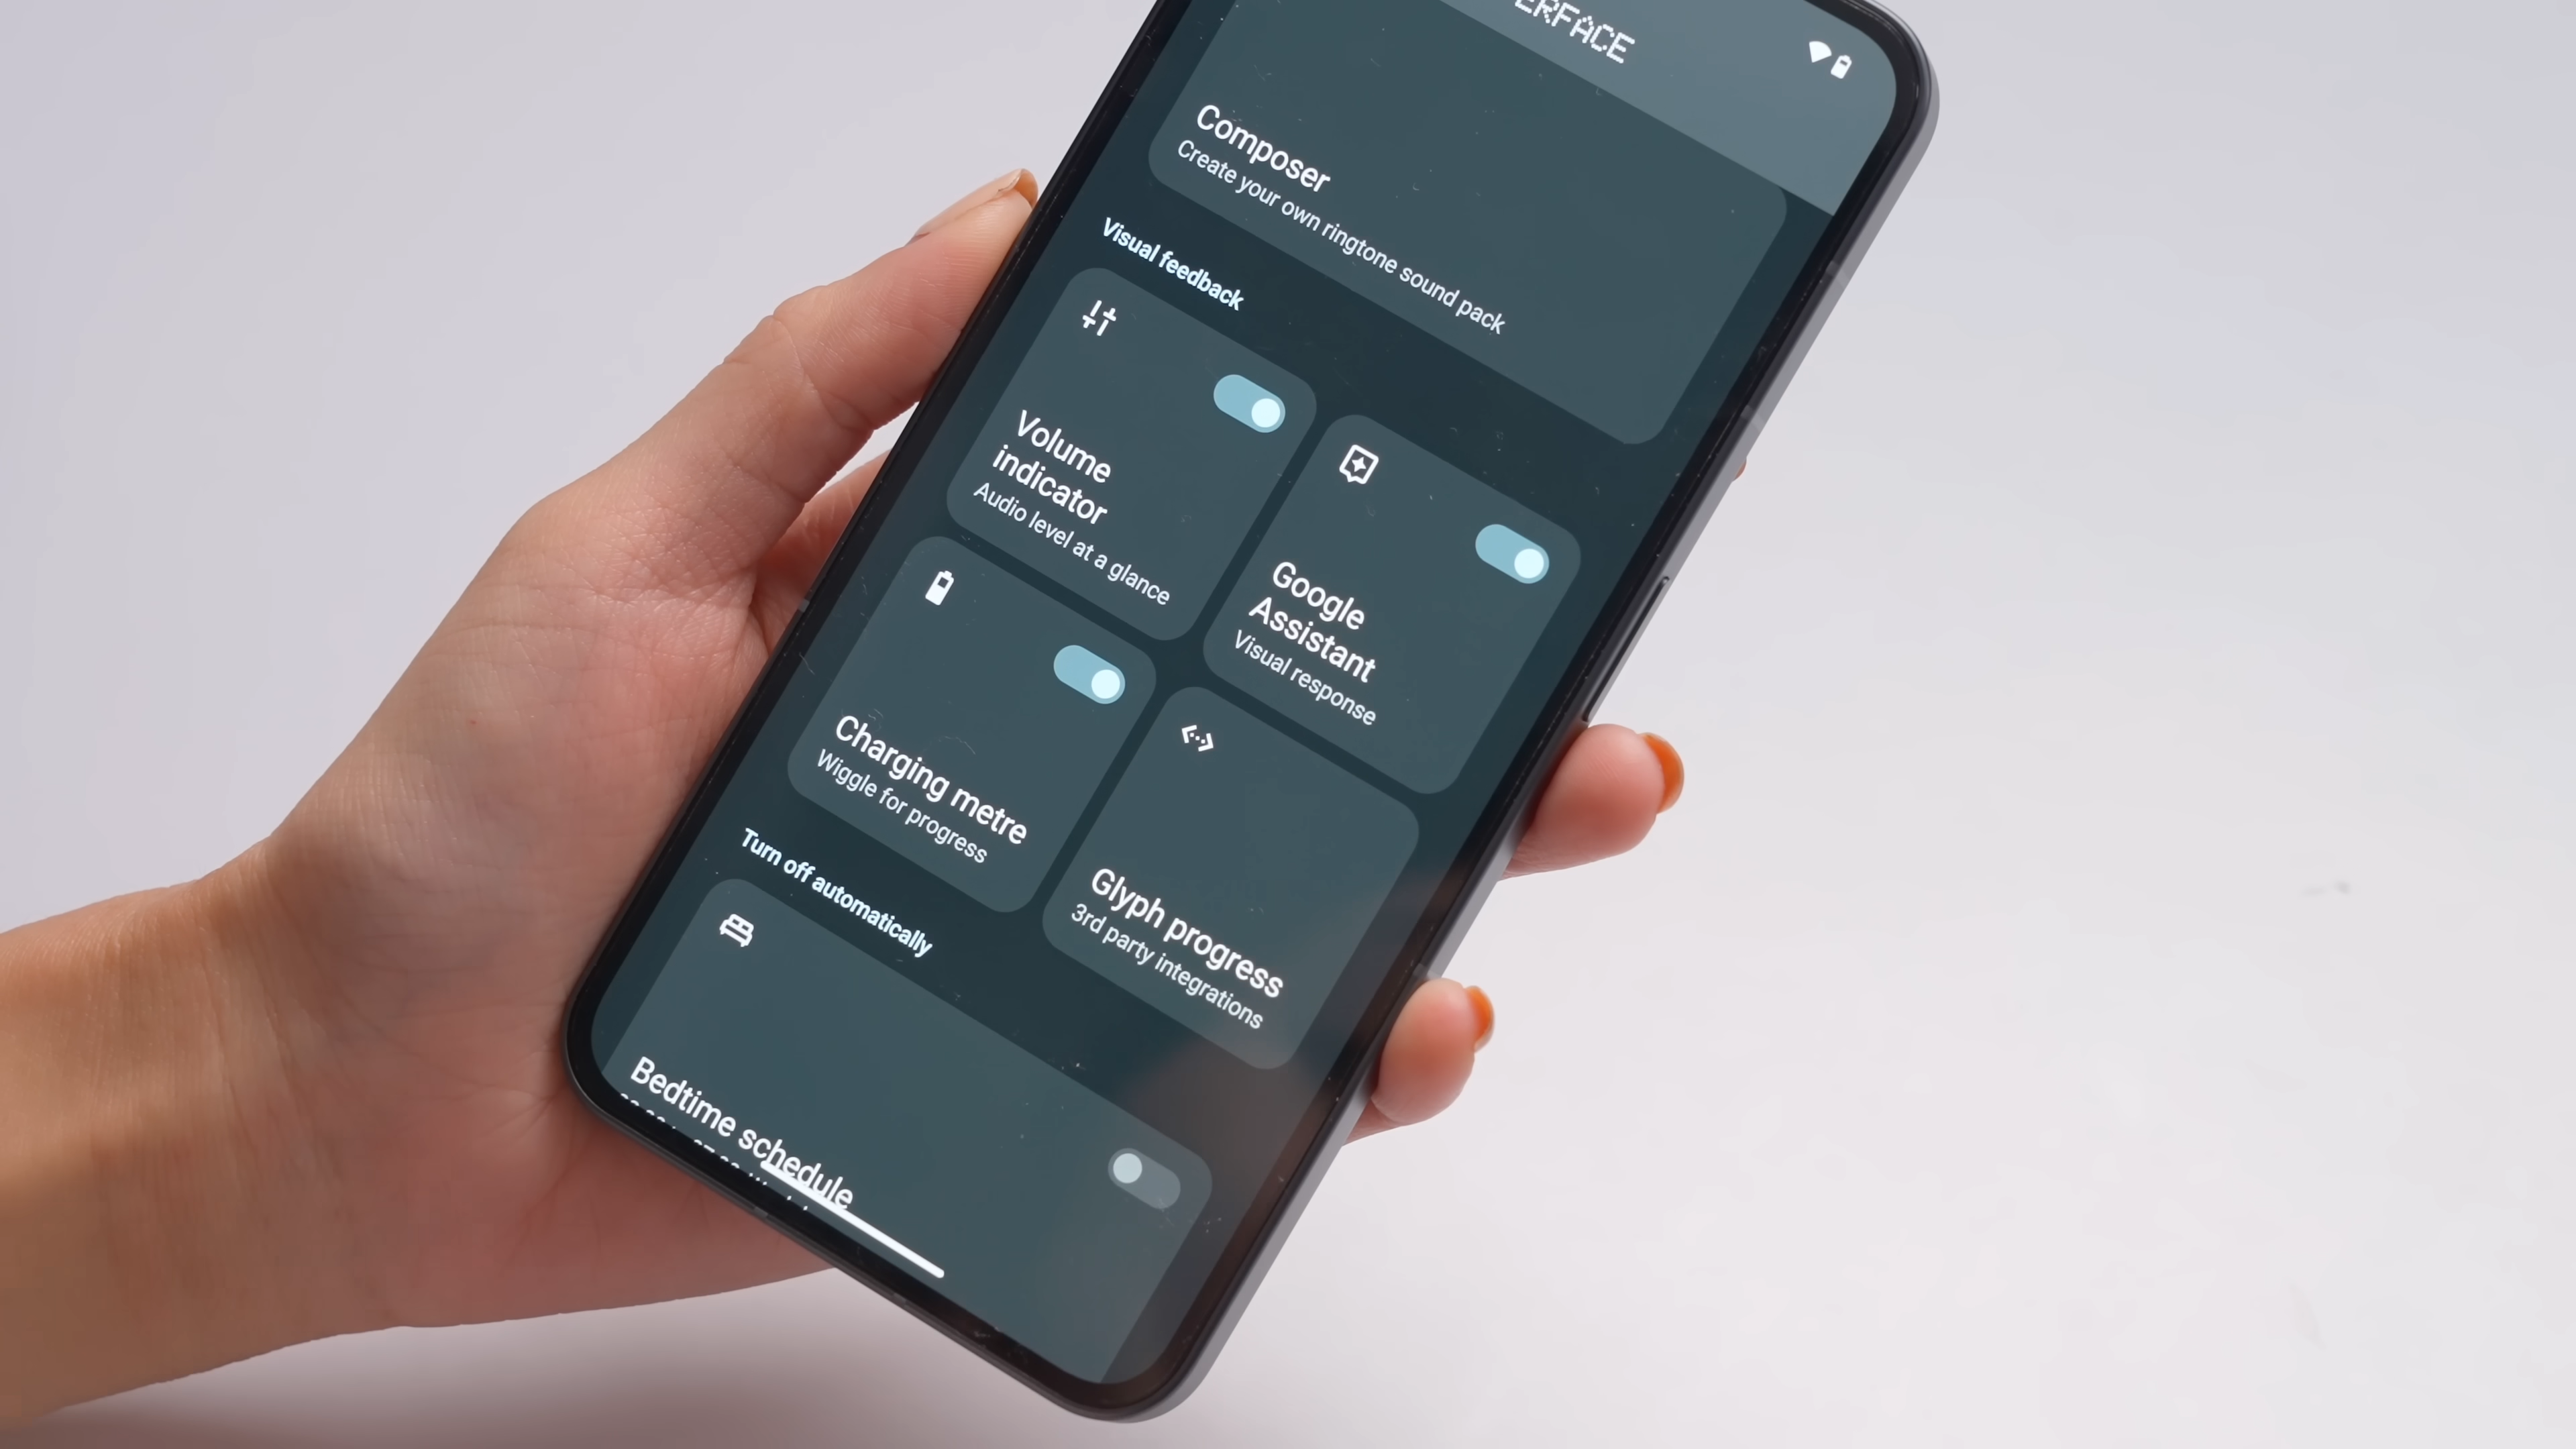 ERFACE
Composer
Create your own ringtone sound pack
Visual feedback
Volume
indicator
Audio level at a glance
Google
Assistant
Visual response
Charging metre
Wiggle for progress
Glyph progress
3rd party integrations
Turn off automatically
Bedtime schedule